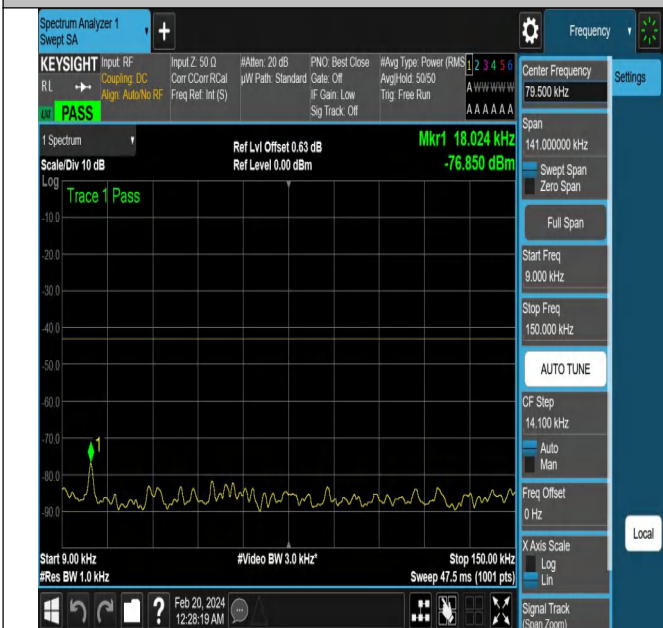 Spectrum Analyzer 1
Swept SA
+
Frequency
KEYSIGHT
RL
PASS
Input: RF
Coupling: DC
Align: Auto/No RF
Input Z: 50 Ω
Corr CCorr RCal
Freq Ref: Int (S)
#Atten: 20 dB
µW Path: Standard
PNO: Best Close
Gate: Off
IF Gain: Low
Sig Track: Off
#Avg Type: Power (RMS
Avg|Hold: 50/50
Trig: Free Run
1 2 3 4 5 6
A W W W W W
A A A A A A
1 Spectrum
Scale/Div 10 dB
Ref Lvl Offset 0.63 dB
Ref Level 0.00 dBm
Mkr1 18.024 kHz
-76.850 dBm
Log
Trace 1 Pass
-10.0
-20.0
-30.0
-40.0
-50.0
-60.0
-70.0
-80.0
-90.0
1
Start 9.00 kHz
#Res BW 1.0 kHz
#Video BW 3.0 kHz*
Stop 150.00 kHz
Sweep 47.5 ms (1001 pts)
?
Feb 20, 2024
12:28:19 AM
Center Frequency
79.500 kHz
Settings
Span
141.000000 kHz
Swept Span
Zero Span
Full Span
Start Freq
9.000 kHz
Stop Freq
150.000 kHz
AUTO TUNE
CF Step
14.100 kHz
Auto
Man
Freq Offset
0 Hz
X Axis Scale
Log
Lin
Local
Signal Track
(Span Zoom)